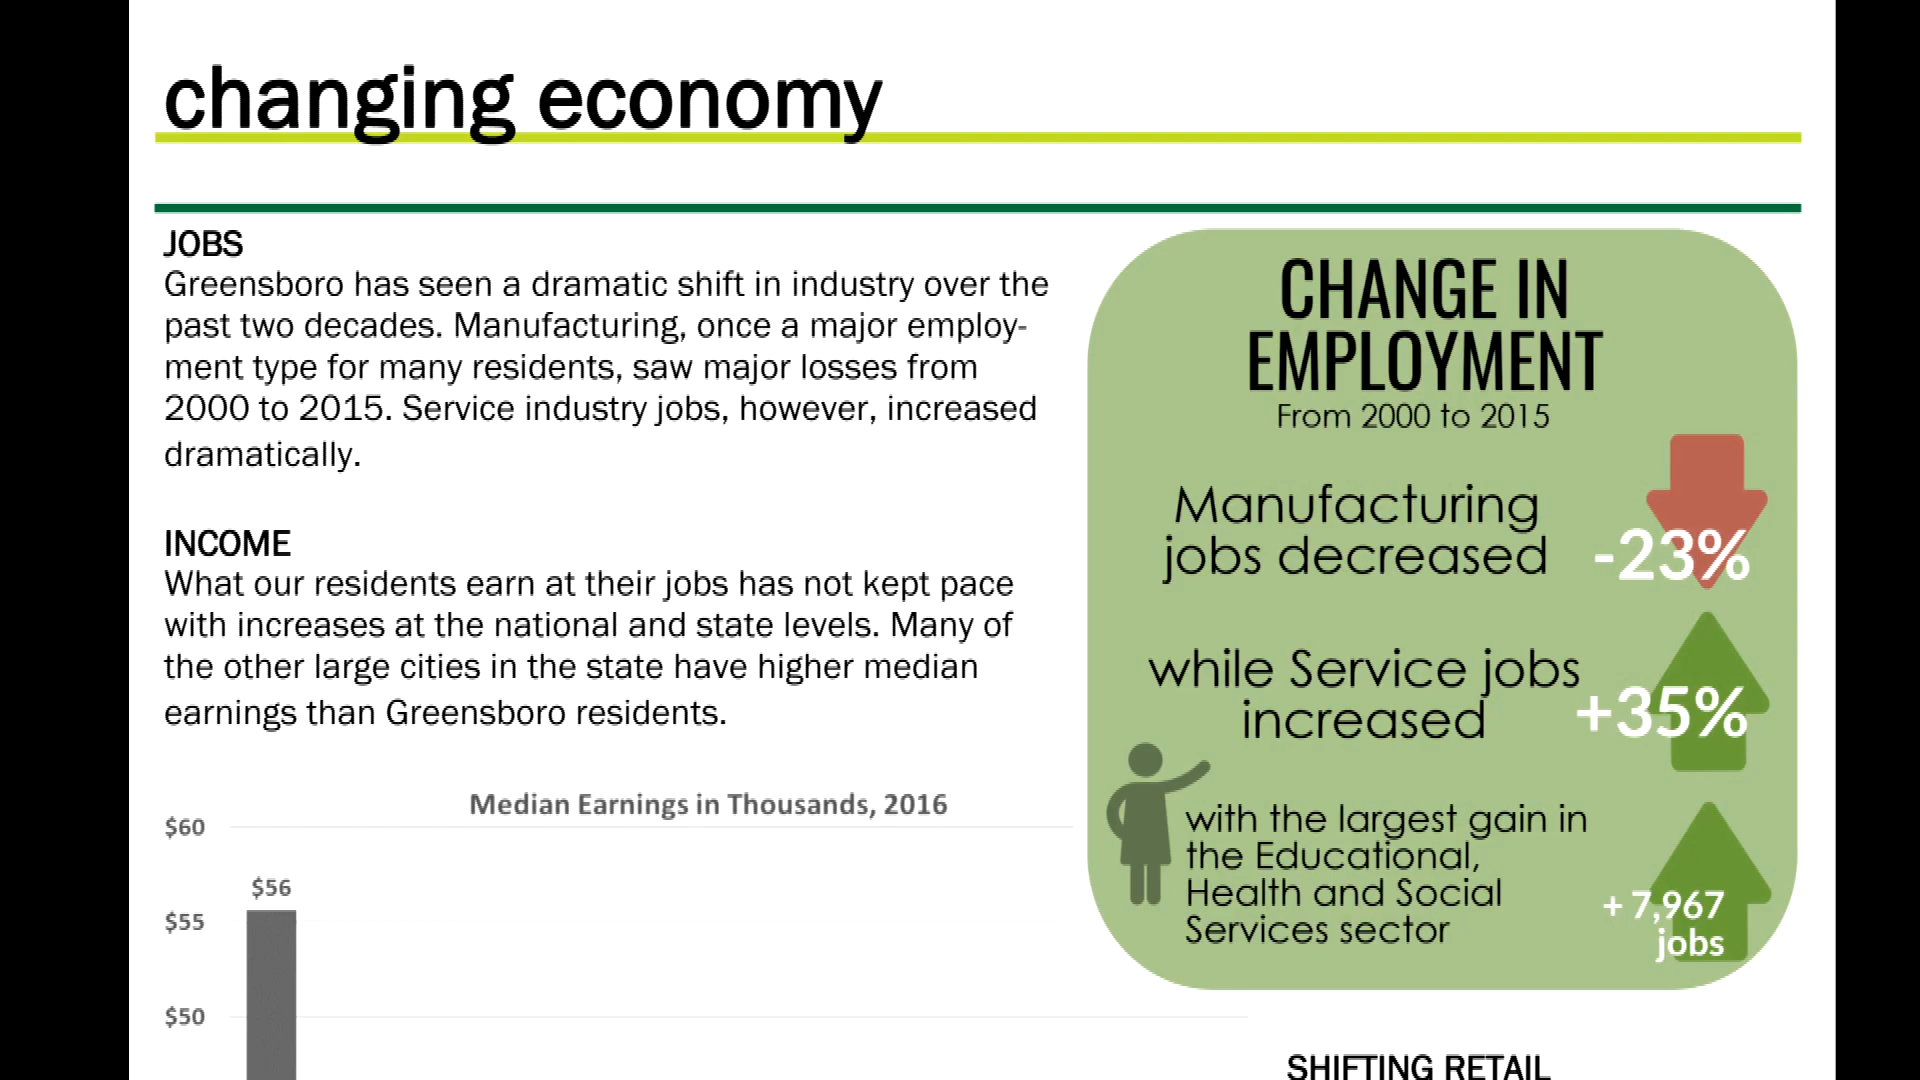 changing economy
JOBS
Greensboro has seen a dramatic shift in industry over the
past two decades. Manufacturing, once a major employ-
ment type for many residents, saw major losses from
2000 to 2015. Service industry jobs, however, increased
dramatically.
INCOME
What our residents earn at their jobs has not kept pace
with increases at the national and state levels. Many of
the other large cities in the state have higher median
earnings than Greensboro residents.
Median Earnings in Thousands, 2016
$60
$56
$55
$50
CHANGE IN
EMPLOYMENT
From 2000 to 2015
Manufacturing
jobs decreased
-23%
while Service jobs
increased
+35%
with the largest gain in
the Educational,
Health and Social
Services sector
+ 7,967
jobs
SHIFTING RETAIL